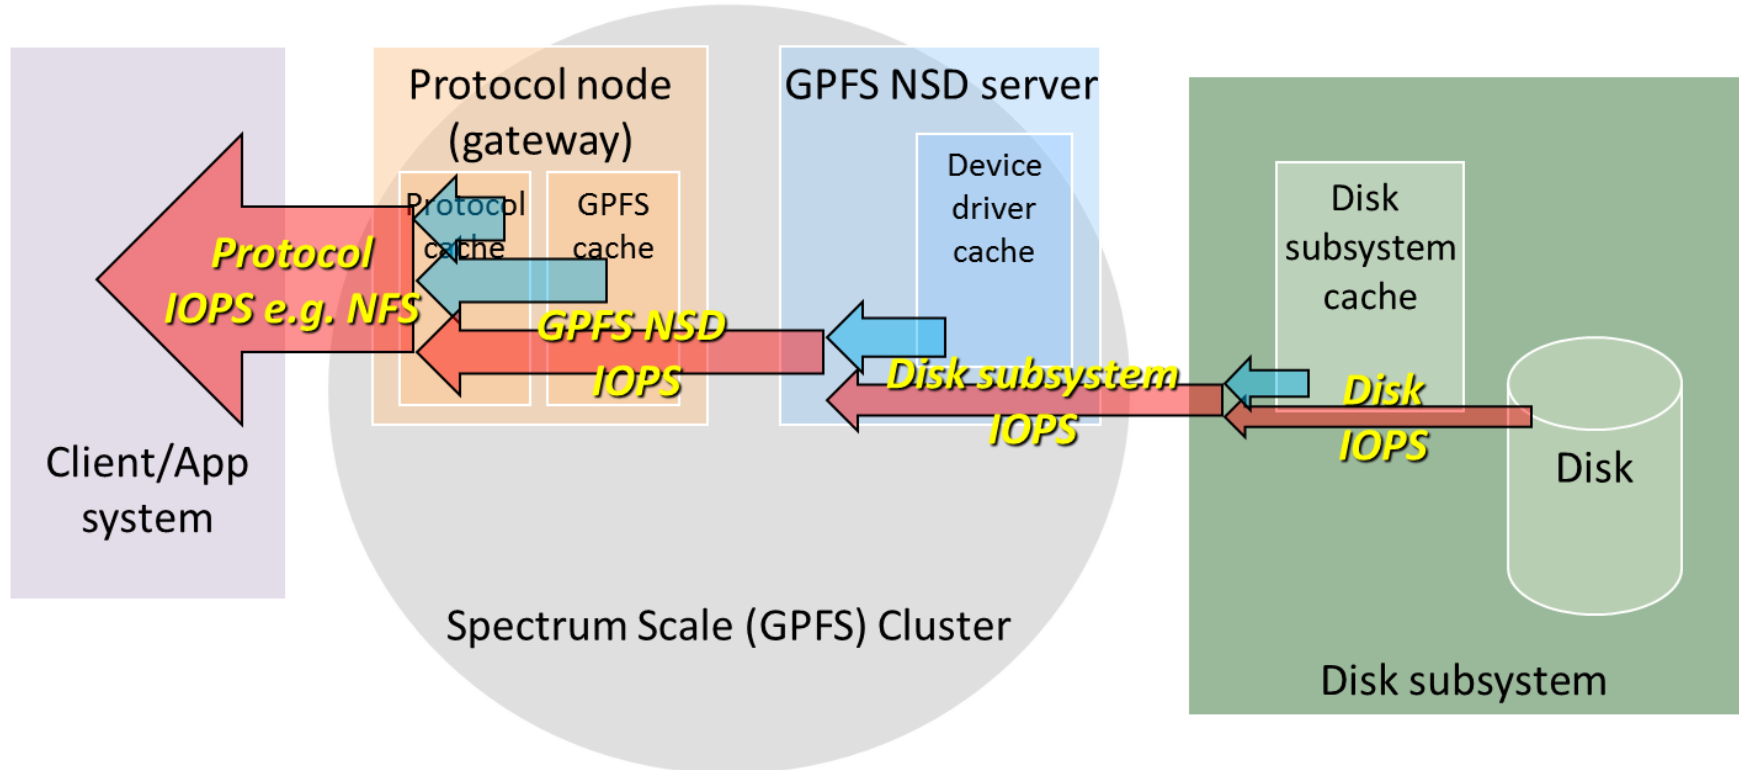 Protocol node
(gateway)
GPFS NSD server
Protocol
cache
GPFS
cache
Device
driver
cache
Disk
subsystem
cache
Protocol
IOPS e.g. NFS
GPFS NSD
IOPS
Disk subsystem
IOPS
Disk
IOPS
Client/App
system
Disk
Spectrum Scale (GPFS) Cluster
Disk subsystem